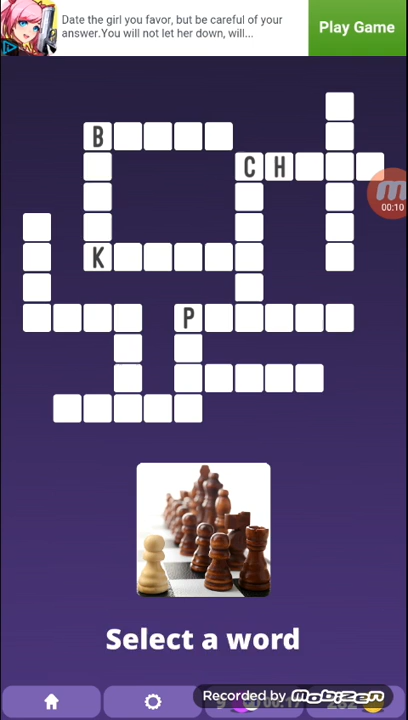 Date the girl you favor, but be careful of your
answer.You will not let her down, will...
Play Game
B
C H
00:10
K
P
Select a word
Recorded by MOBIZEN